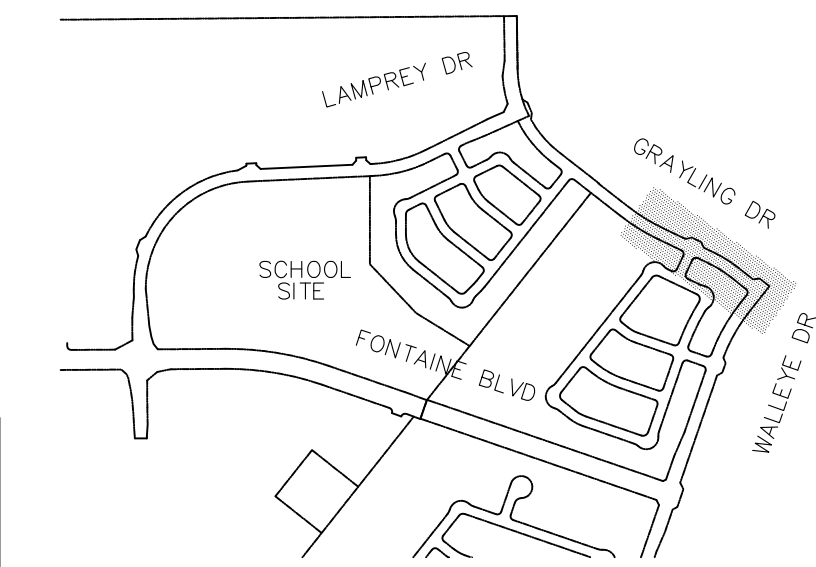 LAMPREY DR
GRAYLING DR
SCHOOL
SITE
FONTAINE BLVD
WALLEYE DR